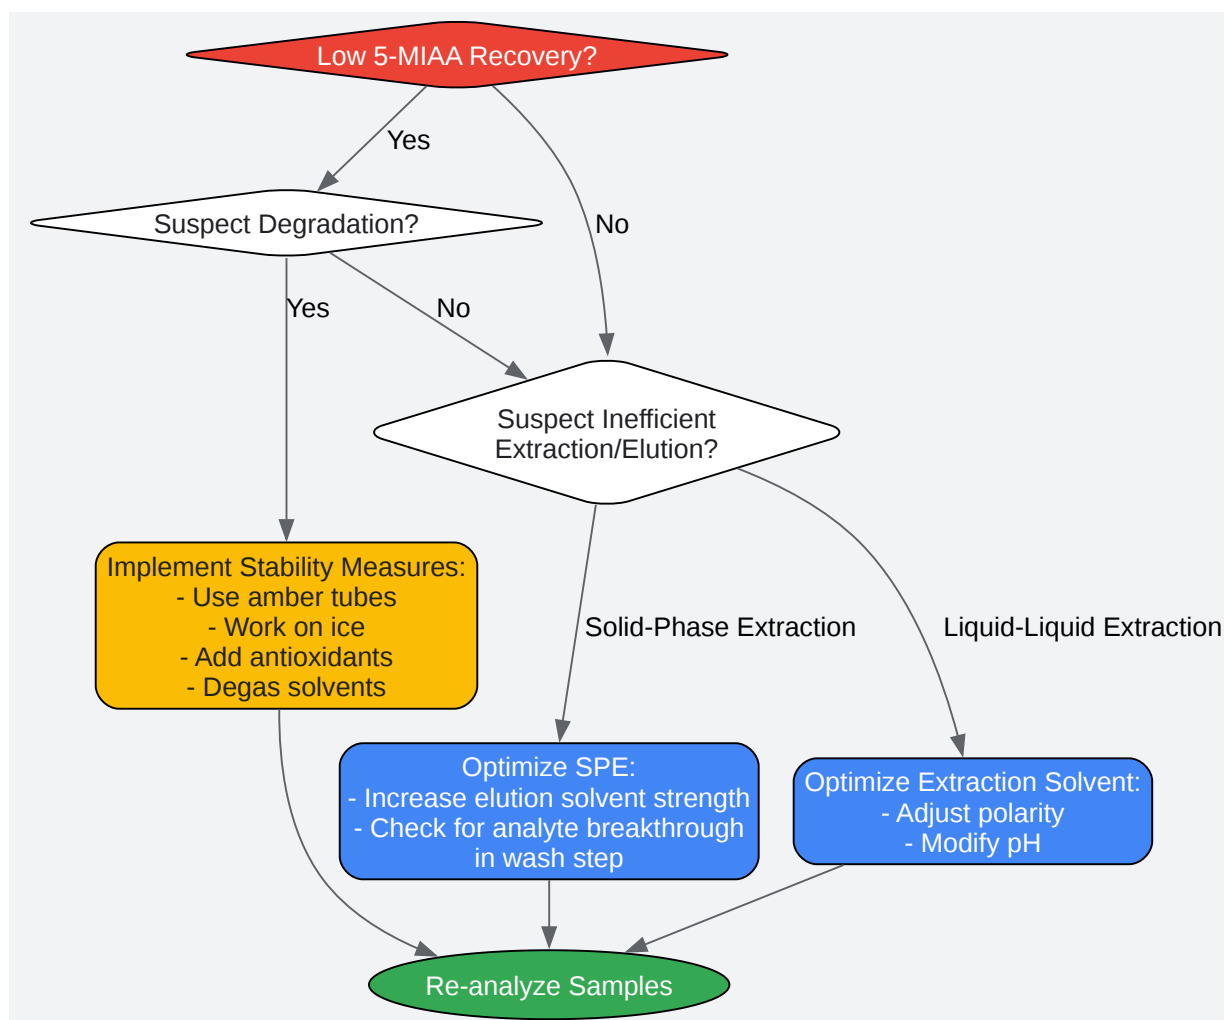 Low 5-MIAA Recovery?
Yes
Suspect Degradation?
No
Yes
No
Suspect Inefficient
Extraction/Elution?
Implement Stability Measures:
- Use amber tubes
- Work on ice
- Add antioxidants
- Degas solvents
Solid-Phase Extraction
Liquid-Liquid Extraction
Optimize SPE:
- Increase elution solvent strength
- Check for analyte breakthrough
in wash step
Optimize Extraction Solvent:
- Adjust polarity
- Modify pH
Re-analyze Samples